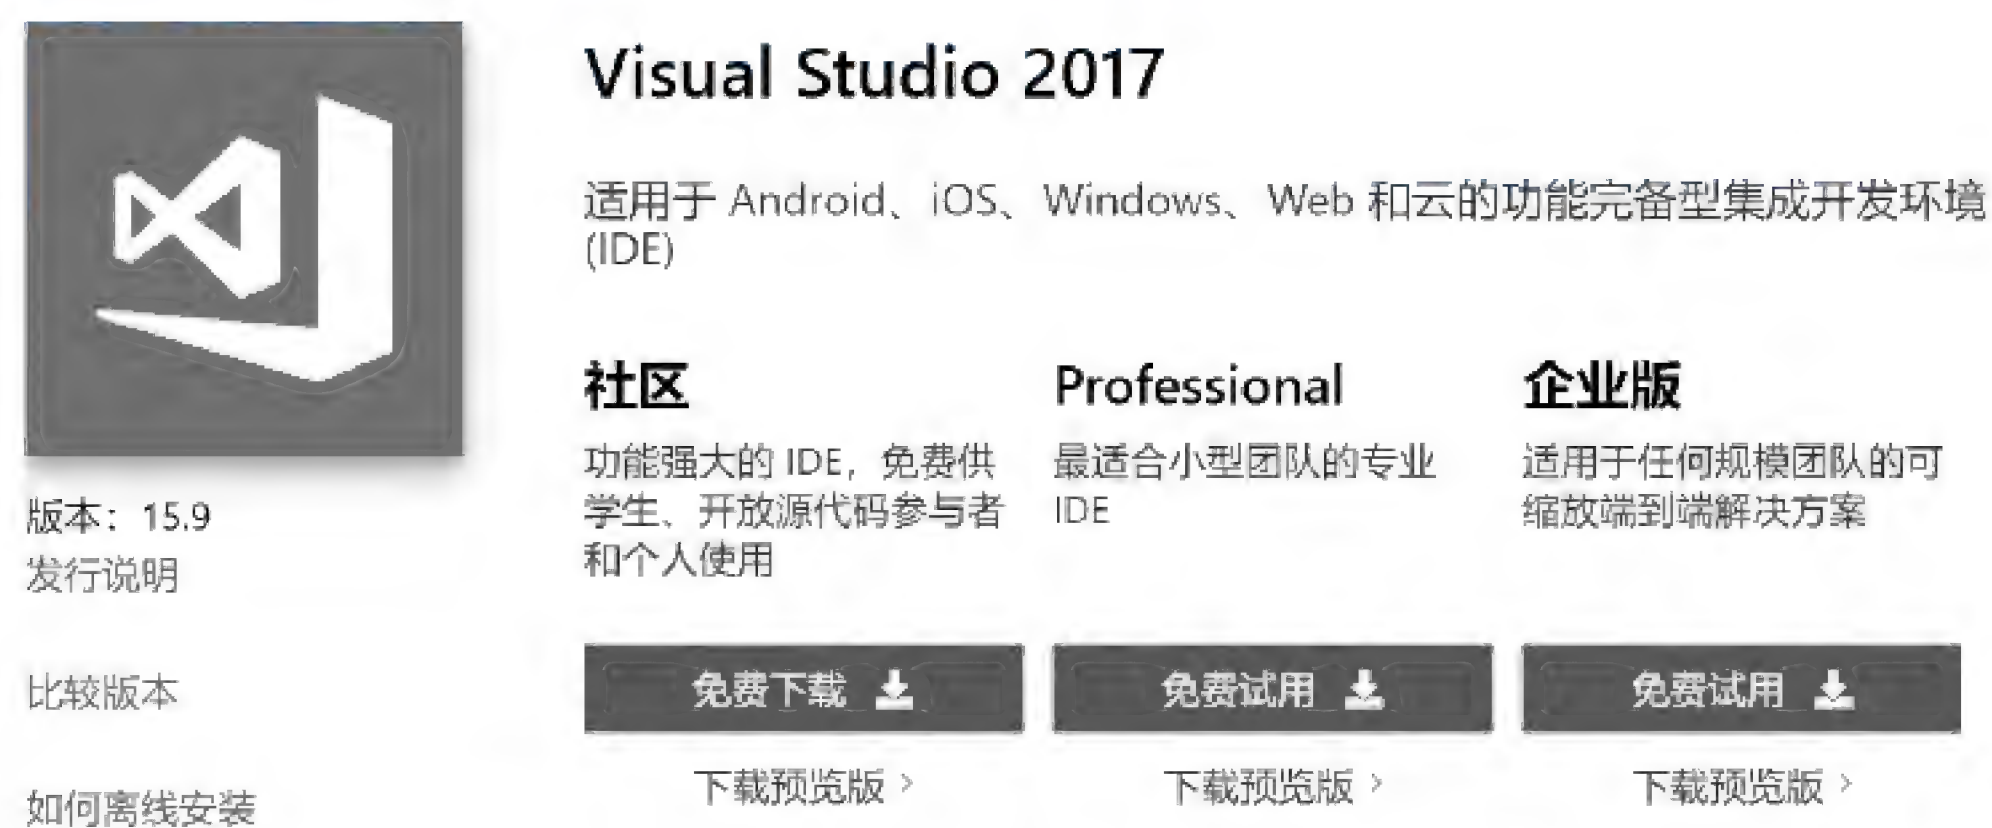 Visual Studio 2017
适用于 Android、iOS、Windows、Web 和云的功能完备型集成开发环境
(IDE)
版本：15.9
发行说明
比较版本
如何离线安装
社区
功能强大的 IDE，免费供
学生、开放源代码参与者
和个人使用
免费下载
下载预览版
Professional
最适合小型团队的专业
IDE
免费试用
下载预览版
企业版
适用于任何规模团队的可
缩放端到端解决方案
免费试用
下载预览版